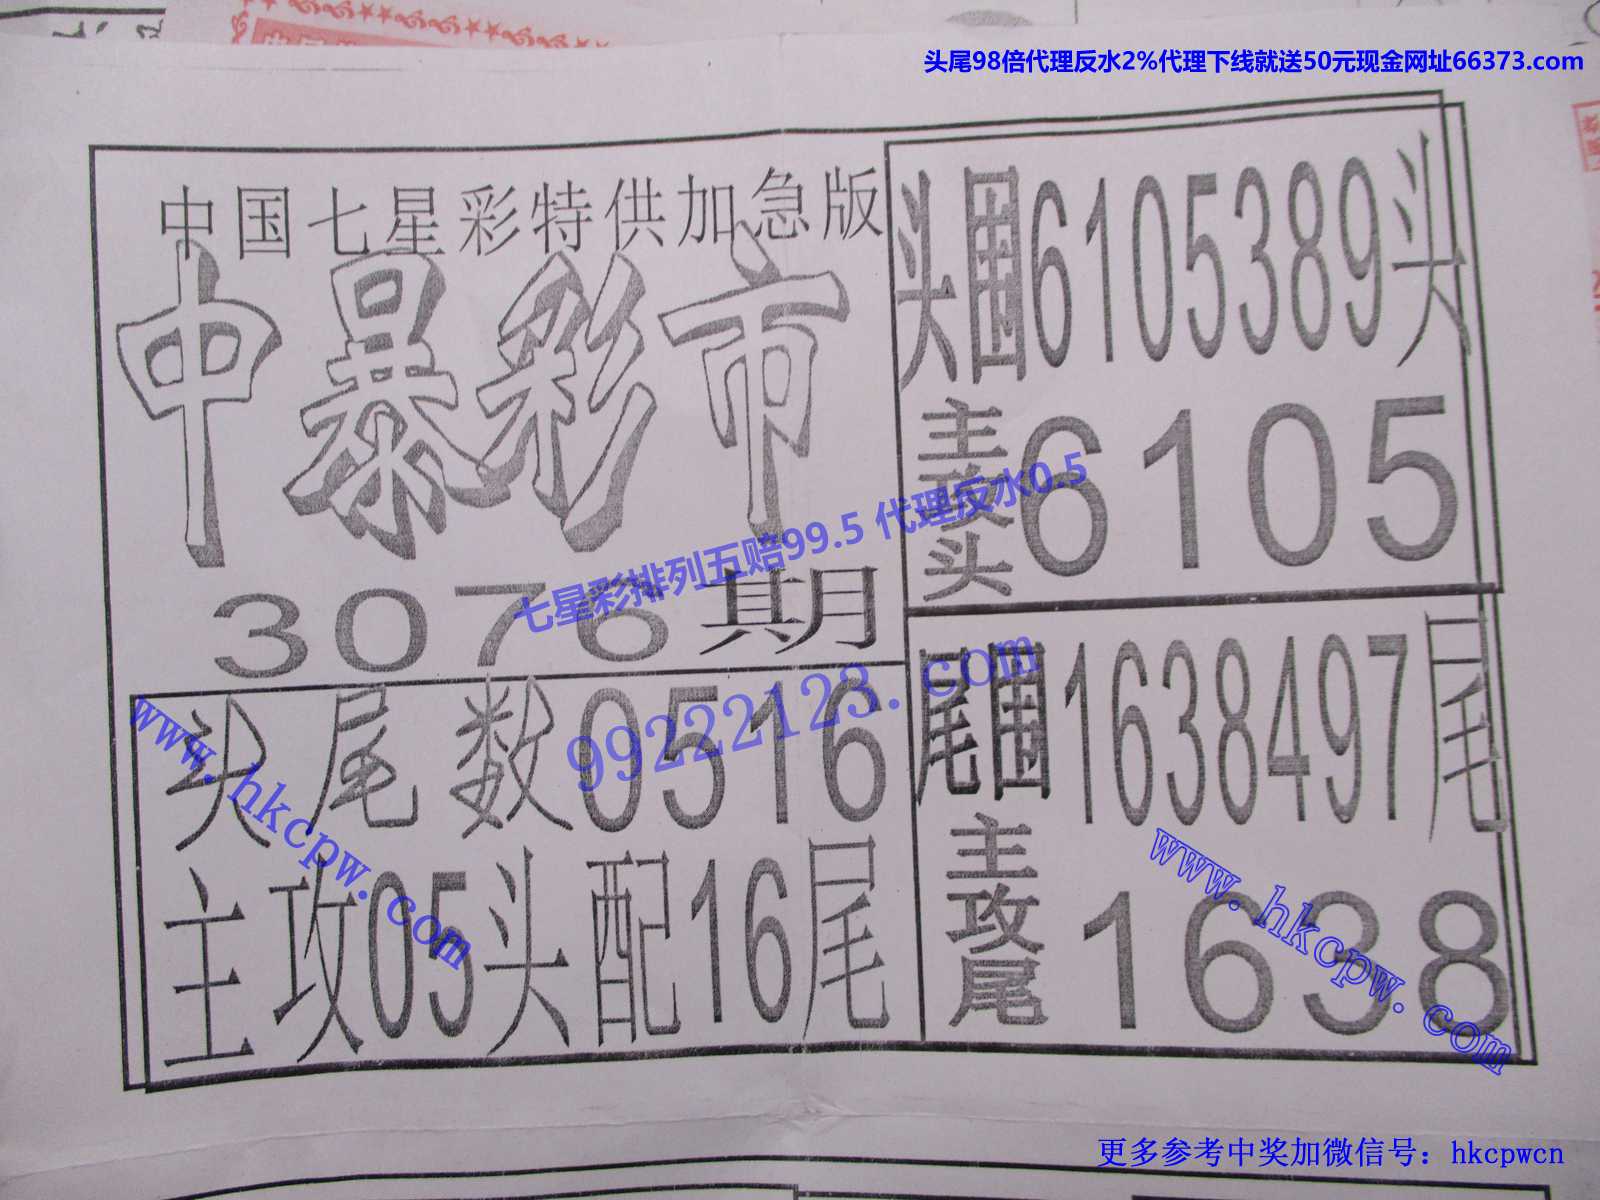 头尾98倍代理反水2%代理下线就送50元现金网址66373.com
中国七星彩特供加急版
中暴彩市
3076期
七星彩排列五赔99.5 代理反水0.5
99222123.com
头尾数0516
主攻05头配16尾
www.hkcpw.com
头围6105389头
主攻头6105
尾围1638497尾
主攻尾1638
www.hkcpw.com
更多参考中奖加微信号：hkcpwcn